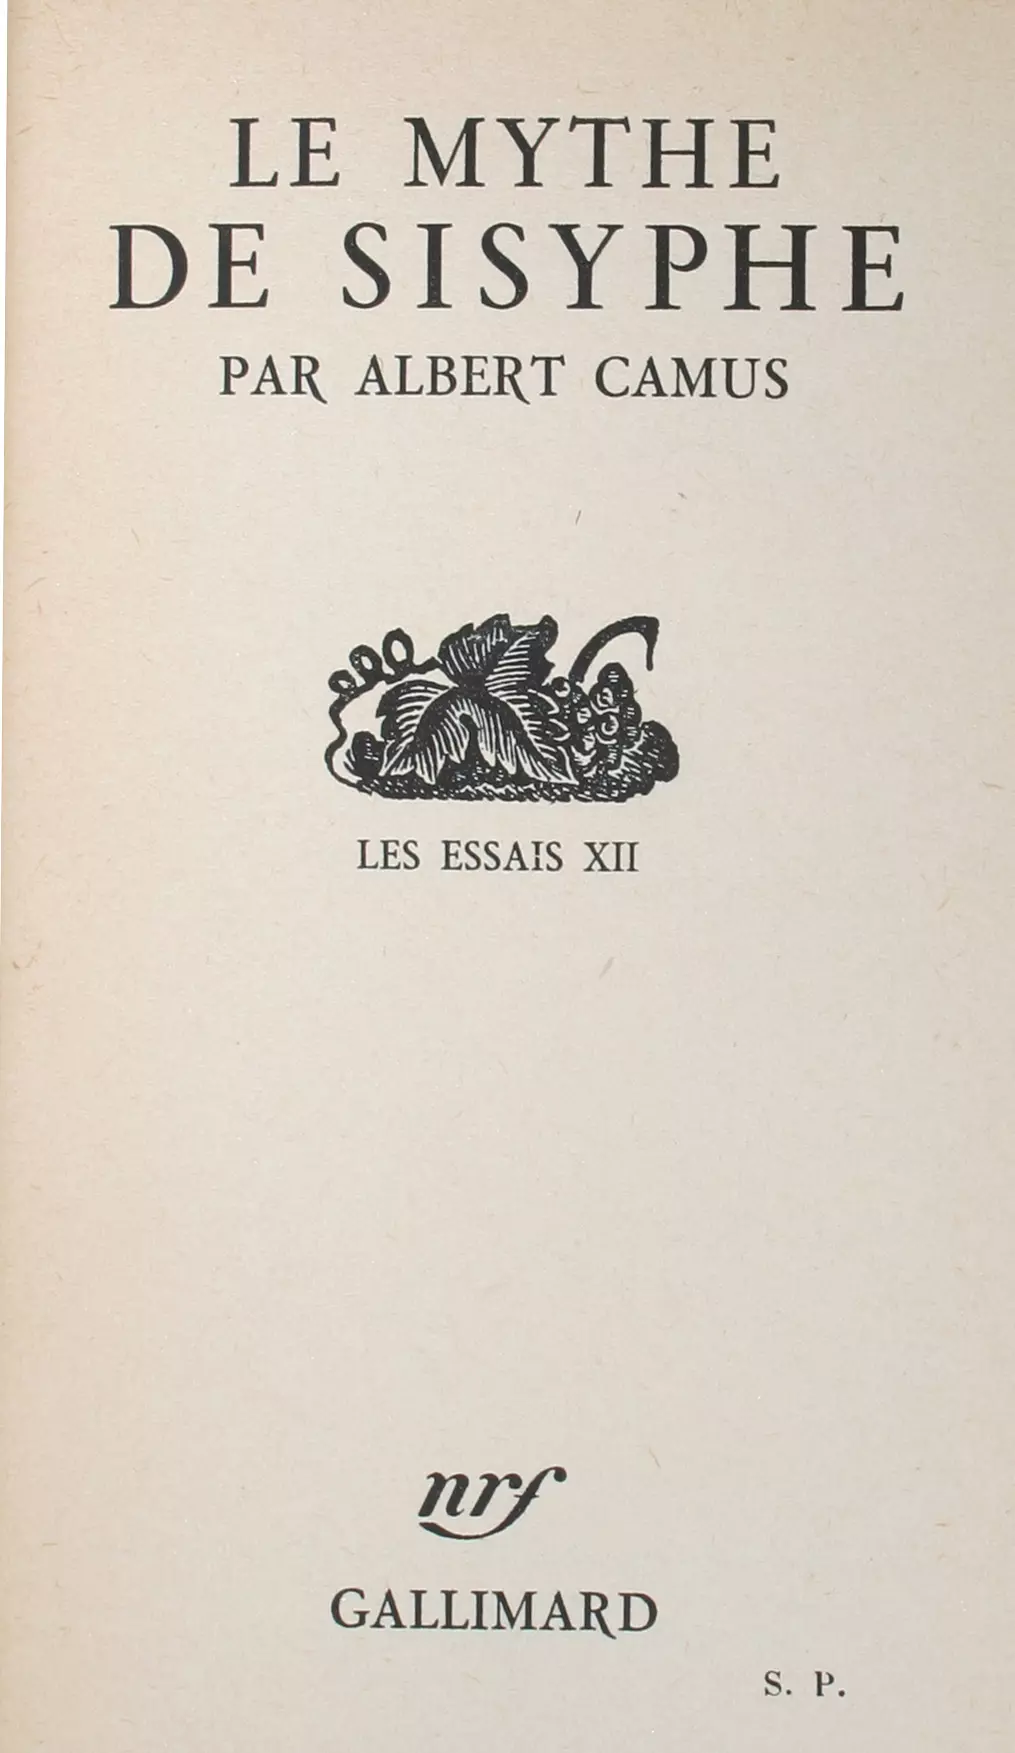 LE MYTHE
DE SISYPHE
PAR ALBERT CAMUS
LES ESSAIS XII
nrf
GALLIMARD
S. P.